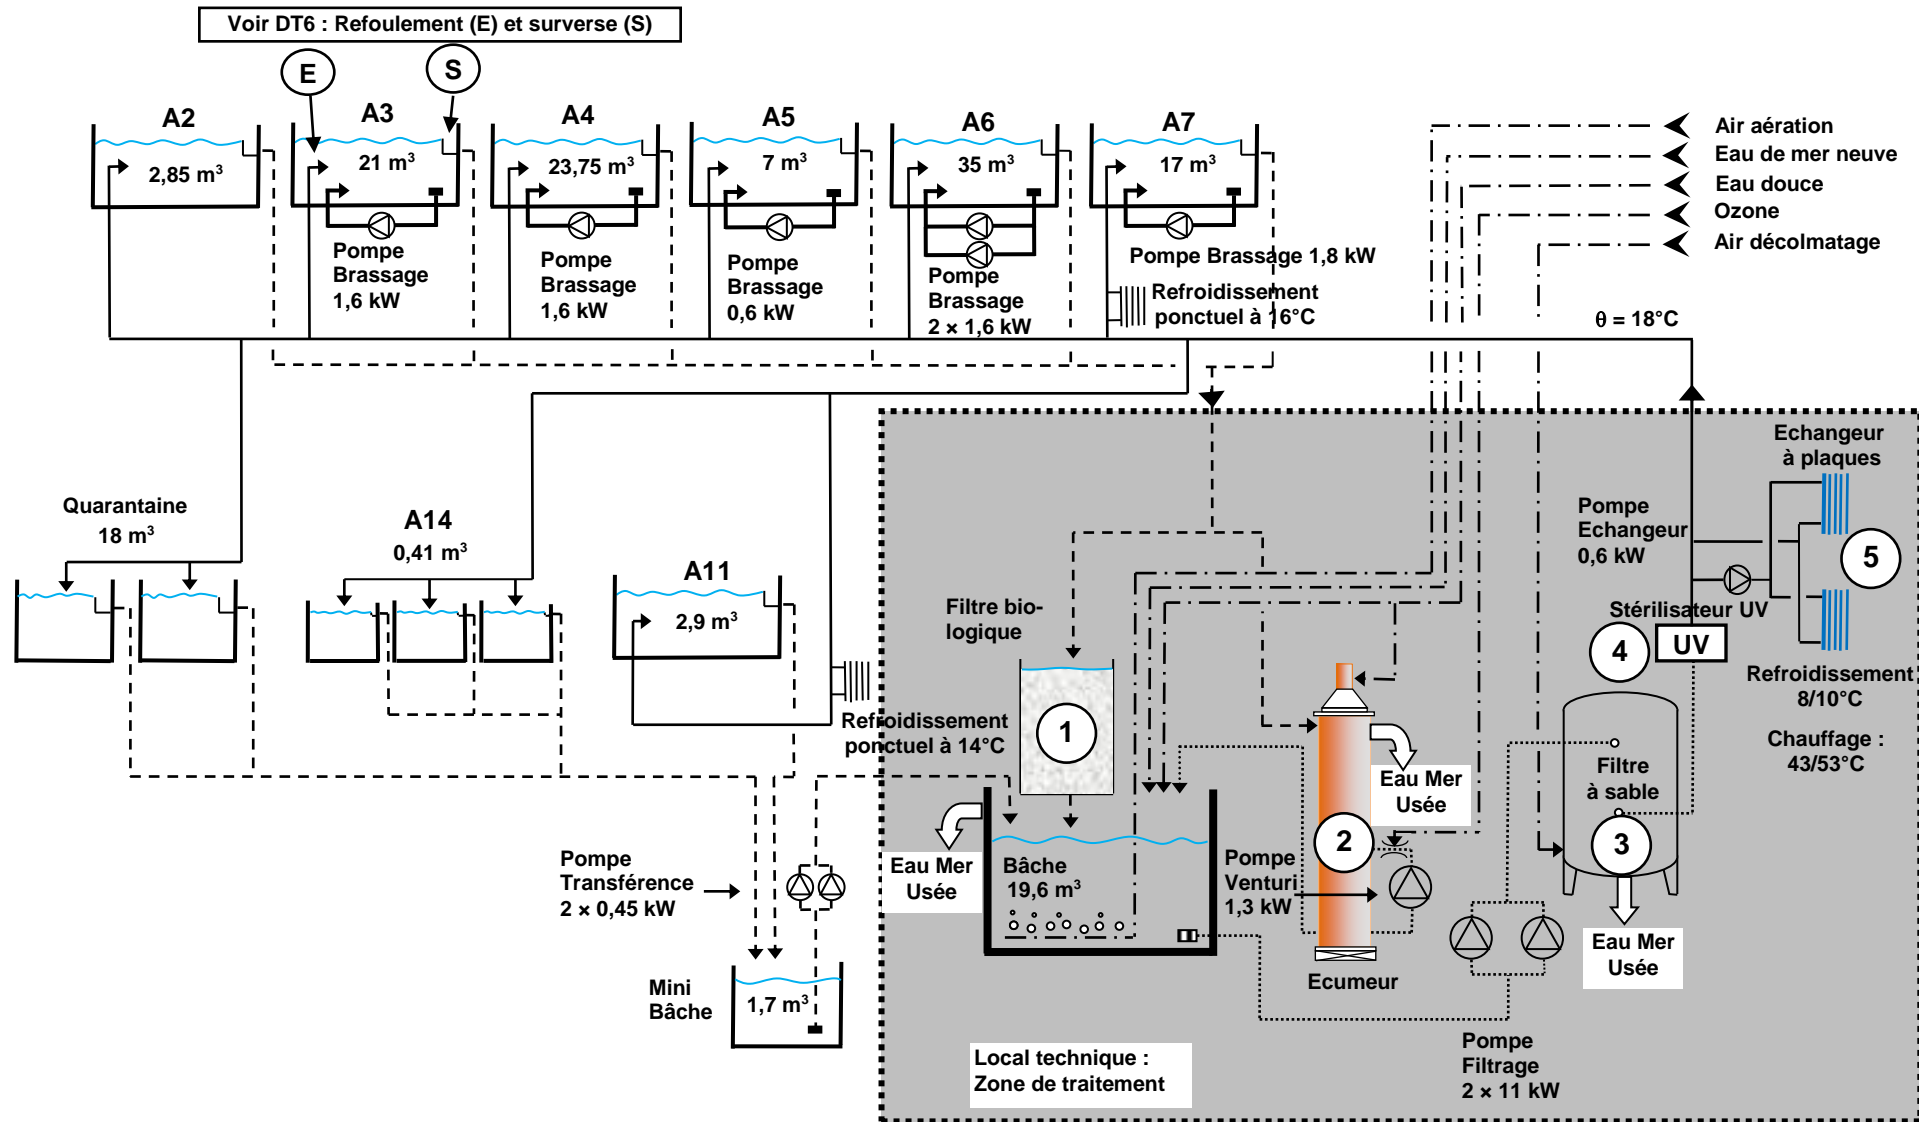 Voir DT6 : Refoulement (E) et surverse (S)
E
S
A2
2,85 m³
A3
21 m³
A4
23,75 m³
A5
7 m³
A6
35 m³
A7
17 m³
Air aération
Eau de mer neuve
Eau douce
Ozone
Air décolmatage
Pompe
Brassage
1,6 kW
Pompe
Brassage
1,6 kW
Pompe
Brassage
0,6 kW
Pompe
Brassage
2 × 1,6 kW
Pompe Brassage 1,8 kW
Refroidissement
ponctuel à 16°C
θ = 18°C
Quarantaine
18 m³
A14
0,41 m³
A11
2,9 m³
Refroidissement
ponctuel à 14°C
Filtre bio-
logique
1
Echangeur
à plaques
Pompe
Echangeur
0,6 kW
5
Stérilisateur UV
4
UV
Refroidissement
8/10°C
Chauffage :
43/53°C
Eau Mer
Usée
Filtre
à sable
3
2
Eau Mer
Usée
Bâche
19,6 m³
Pompe
Venturi
1,3 kW
Pompe
Transférence
2 × 0,45 kW
Eau Mer
Usée
Ecumeur
Mini
Bâche
1,7 m³
Local technique :
Zone de traitement
Pompe
Filtrage
2 × 11 kW